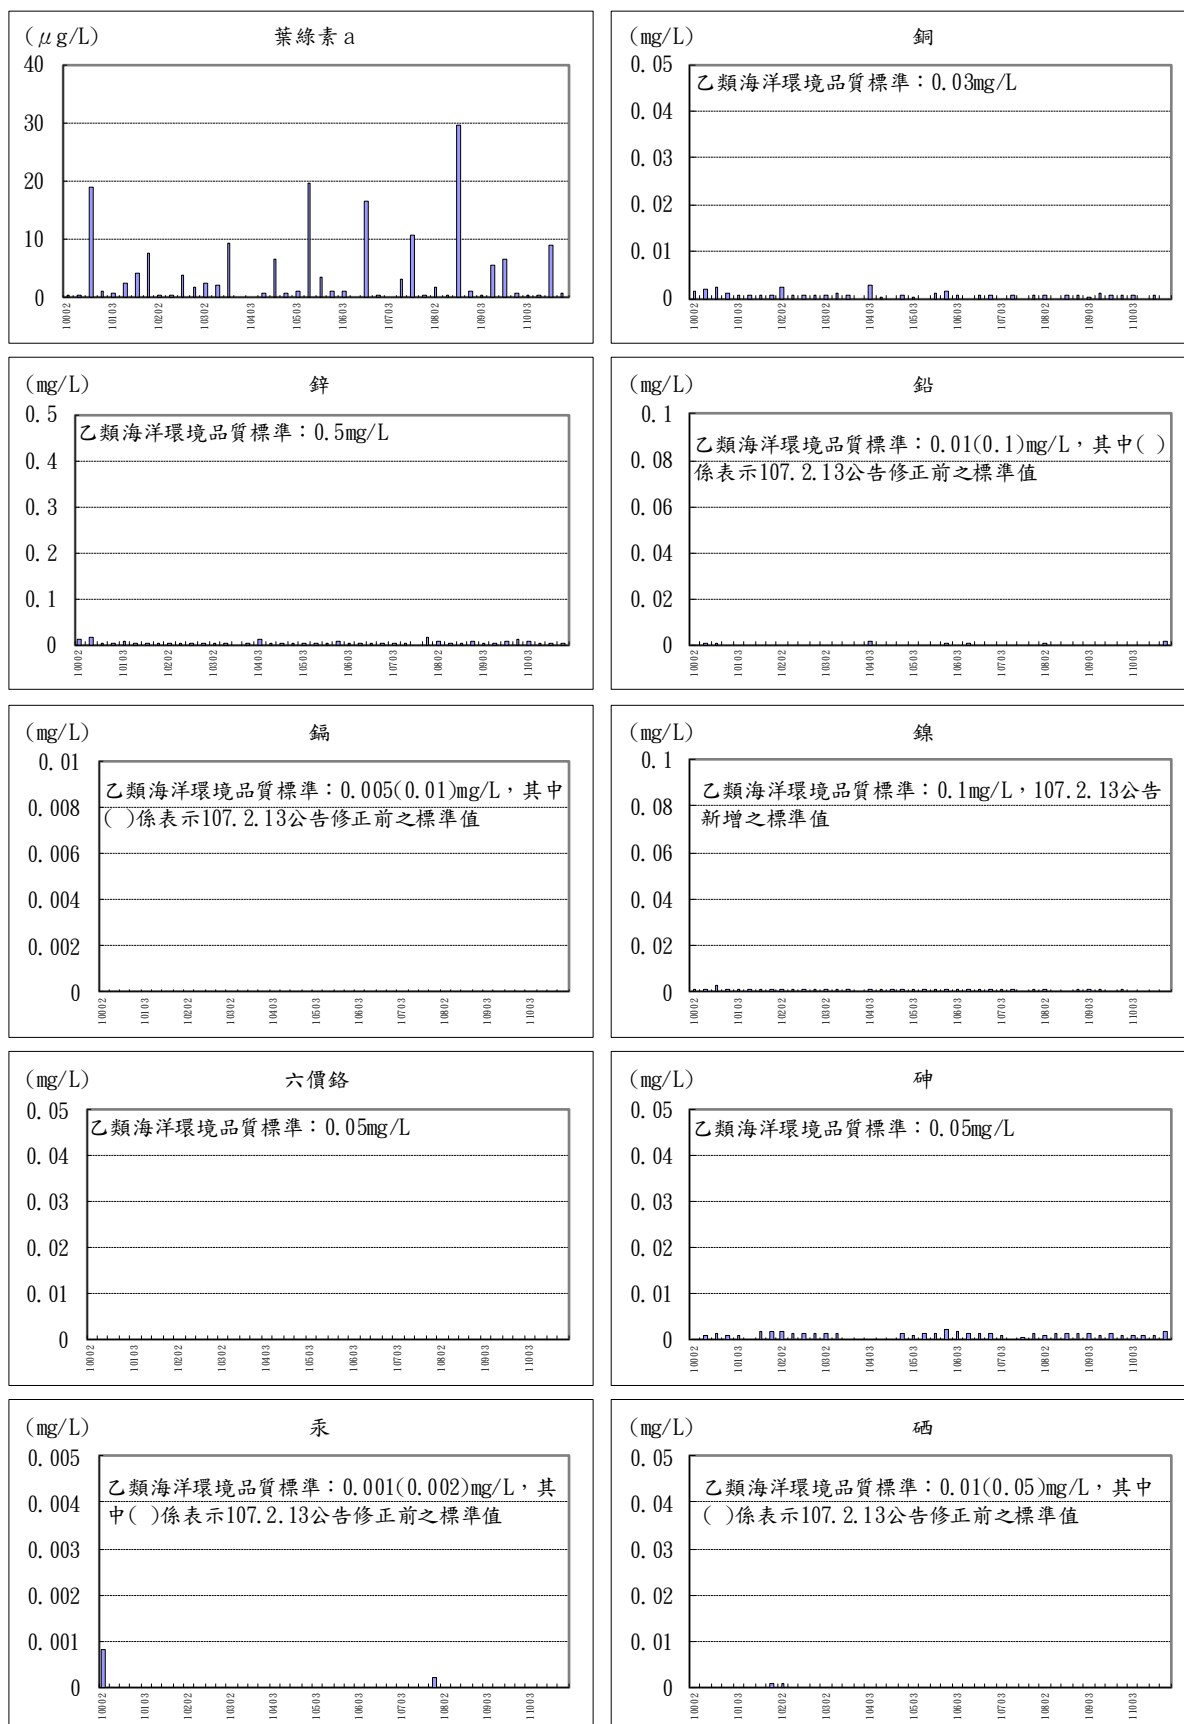 (μg/L) 葉綠素a
40
30
20
10
0
10002 10103 10202 10302 10403 10503 10603 10703 10802 10903 11003
(mg/L) 銅
0.05
乙類海洋環境品質標準：0.03mg/L
0.04
0.03
0.02
0.01
0
10002 10103 10202 10302 10403 10503 10603 10703 10802 10903 11003
(mg/L) 鋅
0.5
乙類海洋環境品質標準：0.5mg/L
0.4
0.3
0.2
0.1
0
10002 10103 10202 10302 10403 10503 10603 10703 10802 10903 11003
(mg/L) 鉛
0.1
乙類海洋環境品質標準：0.01(0.1)mg/L，其中( )
係表示107.2.13公告修正前之標準值
0.08
0.06
0.04
0.02
0
10002 10103 10202 10302 10403 10503 10603 10703 10802 10903 11003
(mg/L) 鎘
0.01
乙類海洋環境品質標準：0.005(0.01)mg/L，其中
( )係表示107.2.13公告修正前之標準值
0.008
0.006
0.004
0.002
0
10002 10103 10202 10302 10403 10503 10603 10703 10802 10903 11003
(mg/L) 鎳
0.1
乙類海洋環境品質標準：0.1mg/L，107.2.13公告
新增之標準值
0.08
0.06
0.04
0.02
0
10002 10103 10202 10302 10403 10503 10603 10703 10802 10903 11003
(mg/L) 六價鉻
0.05
乙類海洋環境品質標準：0.05mg/L
0.04
0.03
0.02
0.01
0
10002 10103 10202 10302 10403 10503 10603 10703 10802 10903 11003
(mg/L) 砷
0.05
乙類海洋環境品質標準：0.05mg/L
0.04
0.03
0.02
0.01
0
10002 10103 10202 10302 10403 10503 10603 10703 10802 10903 11003
(mg/L) 汞
0.005
乙類海洋環境品質標準：0.001(0.002)mg/L，其
中( )係表示107.2.13公告修正前之標準值
0.004
0.003
0.002
0.001
0
10002 10103 10202 10302 10403 10503 10603 10703 10802 10903 11003
(mg/L) 硒
0.05
乙類海洋環境品質標準：0.01(0.05)mg/L，其中
( )係表示107.2.13公告修正前之標準值
0.04
0.03
0.02
0.01
0
10002 10103 10202 10302 10403 10503 10603 10703 10802 10903 11003